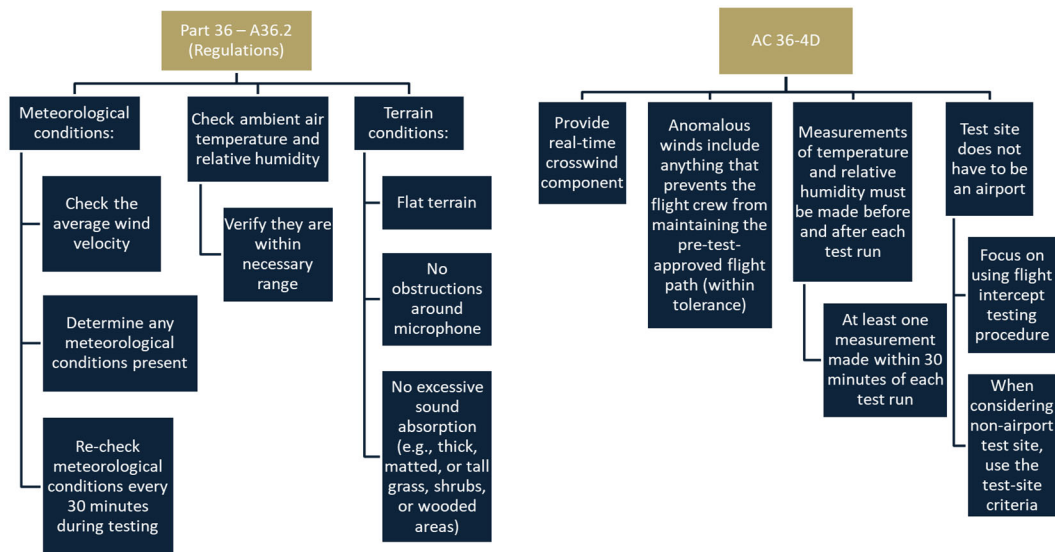 Part 36 – A36.2
(Regulations)
Meteorological
conditions:
Check the
average wind
velocity
Determine any
meteorological
conditions present
Re-check
meteorological
conditions every
30 minutes
during testing
Check ambient air
temperature and
relative humidity
Verify they are
within
necessary
range
Terrain
conditions:
Flat terrain
No
obstructions
around
microphone
No excessive
sound
absorption
(e.g., thick,
matted, or tall
grass, shrubs,
or wooded
areas)
AC 36-4D
Provide
real-time
crosswind
component
Anomalous
winds include
anything that
prevents the
flight crew from
maintaining the
pre-test-
approved flight
path (within
tolerance)
Measurements
of temperature
and relative
humidity must
be made before
and after each
test run
At least one
measurement
made within 30
minutes of each
test run
Test site
does not
have to be
an airport
Focus on
using flight
intercept
testing
procedure
When
considering
non-airport
test site,
use the
test-site
criteria